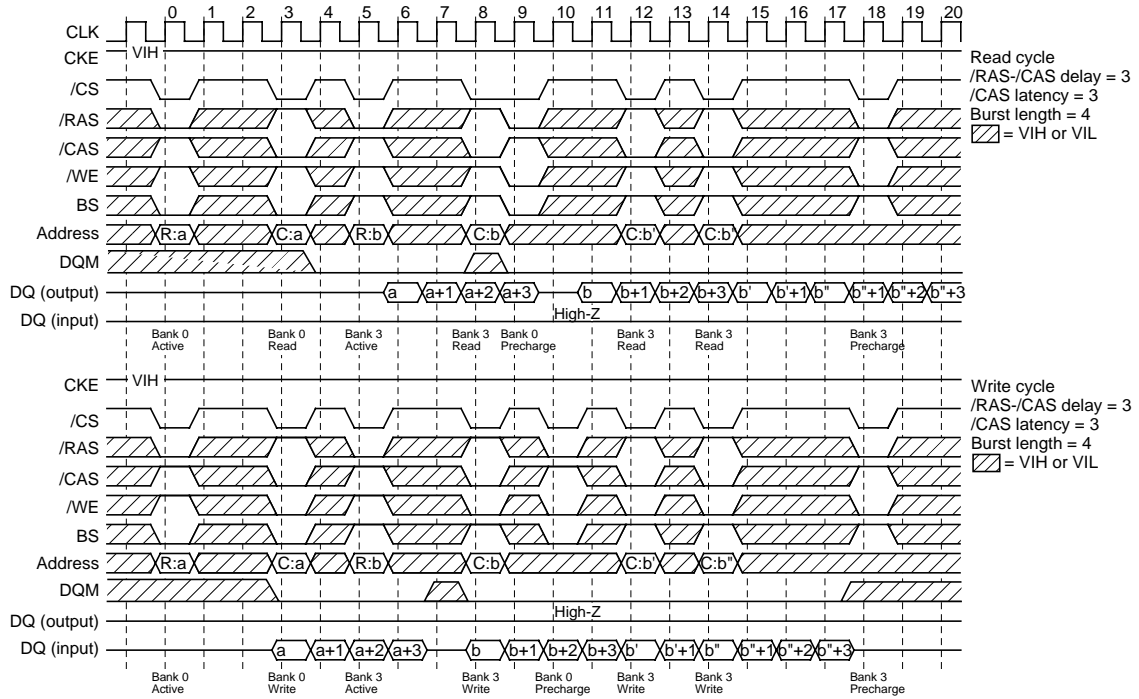 0 1 2 3 4 5 6 7 8 9 10 11 12 13 14 15 16 17 18 19 20
CLK
CKE VIH
/CS
/RAS
/CAS
/WE
BS
Address R:a C:a R:b C:b C:b' C:b"
DQM
DQ (output) a a+1 a+2 a+3 b b+1 b+2 b+3 b' b'+1 b" b"+1 b"+2 b"+3
High-Z
DQ (input)
Bank 0 Active
Bank 0 Read
Bank 3 Active
Bank 3 Read
Bank 0 Precharge
Bank 3 Read
Bank 3 Read
Bank 3 Precharge
Read cycle
/RAS-/CAS delay = 3
/CAS latency = 3
Burst length = 4
= VIH or VIL
CKE VIH
/CS
/RAS
/CAS
/WE
BS
Address R:a C:a R:b C:b C:b' C:b"
DQM
High-Z
DQ (output)
DQ (input) a a+1 a+2 a+3 b b+1 b+2 b+3 b' b'+1 b" b"+1 b"+2 b"+3
Bank 0 Active
Bank 0 Write
Bank 3 Active
Bank 3 Write
Bank 0 Precharge
Bank 3 Write
Bank 3 Write
Bank 3 Precharge
Write cycle
/RAS-/CAS delay = 3
/CAS latency = 3
Burst length = 4
= VIH or VIL